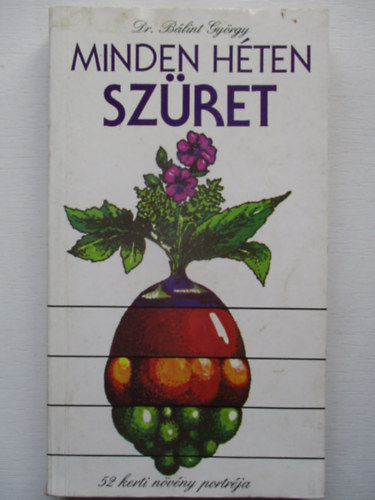 Dr. Bálint György
MINDEN HÉTEN
SZÜRET
52 kerti növény portréja